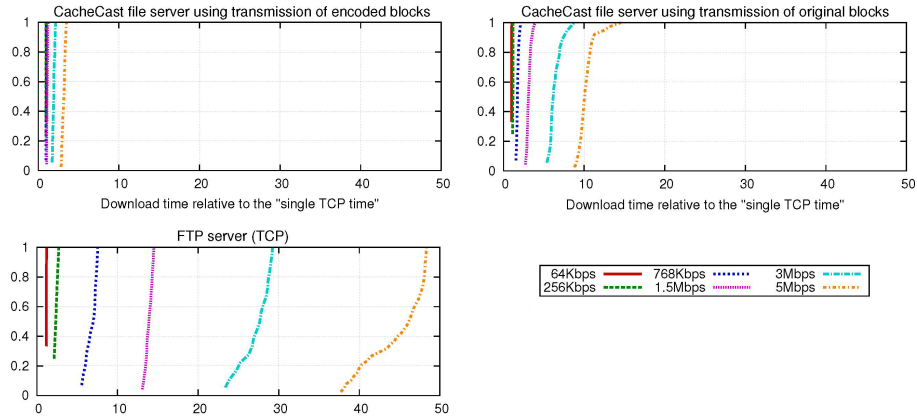 CacheCast file server using transmission of encoded blocks
1
0.8
0.6
0.4
0.2
0
0 10 20 30 40 50
Download time relative to the "single TCP time"
CacheCast file server using transmission of original blocks
1
0.8
0.6
0.4
0.2
0
0 10 20 30 40 50
Download time relative to the "single TCP time"
FTP server (TCP)
1
0.8
0.6
0.4
0.2
0
0 10 20 30 40 50
64Kbps 768Kbps 3Mbps
256Kbps 1.5Mbps 5Mbps